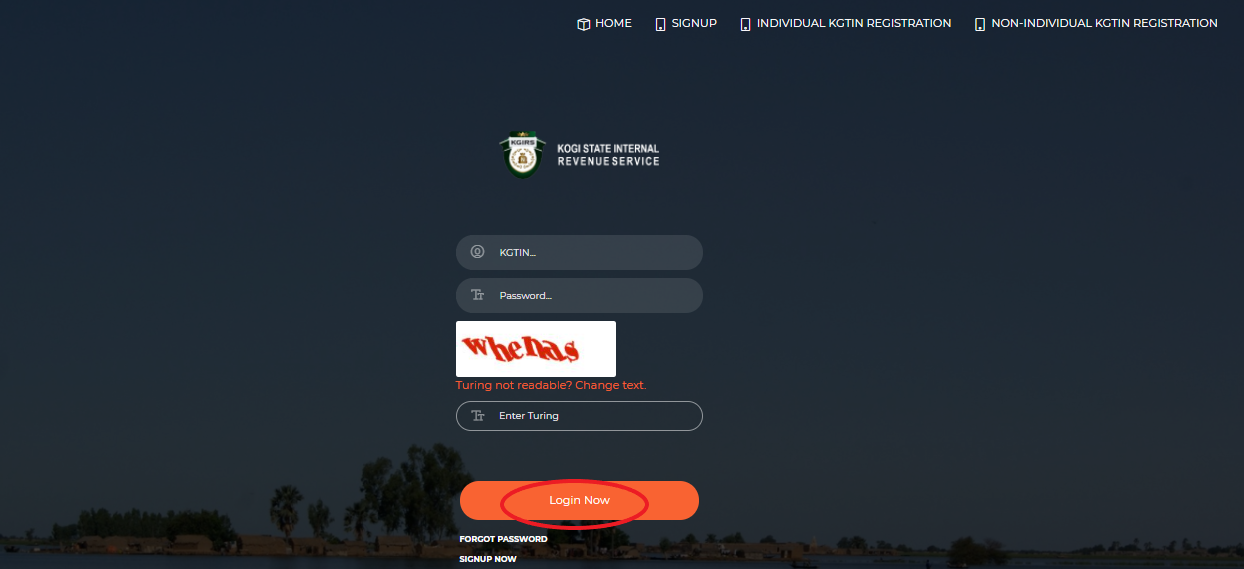 HOME
SIGNUP
INDIVIDUAL KGTIN REGISTRATION
NON-INDIVIDUAL KGTIN REGISTRATION
KGIRS
KOGI STATE INTERNAL
REVENUE SERVICE
KGTIN...
Password...
whenas
Turing not readable? Change text.
Enter Turing
Login Now
FORGOT PASSWORD
SIGNUP NOW